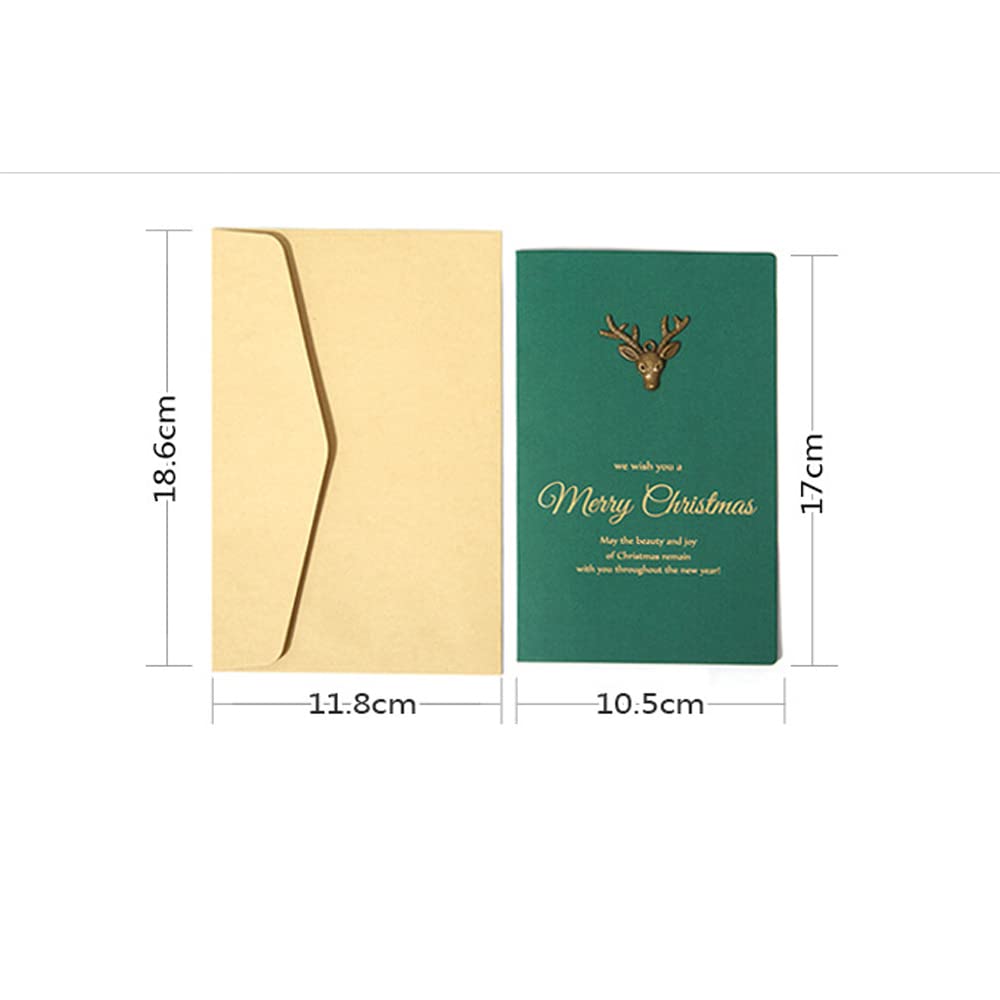 18.6cm
11.8cm
we wish you a
Merry Christmas
May the beauty and joy
of Christmas remain
with you throughout the new year!
17cm
10.5cm